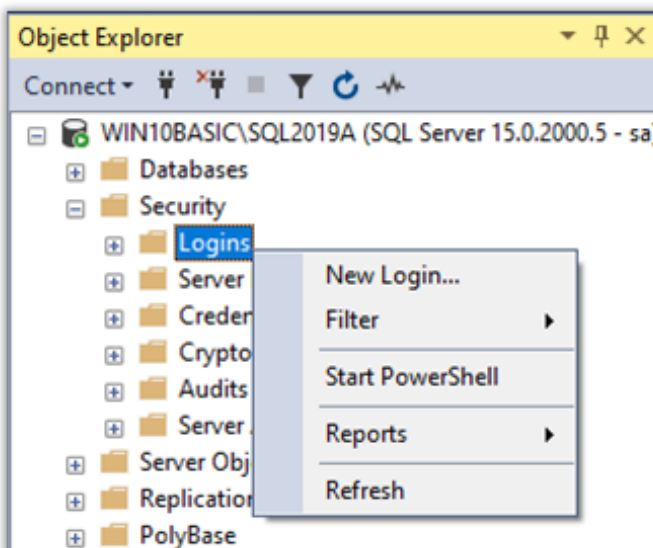 Object Explorer
Connect
WIN10BASIC\SQL2019A (SQL Server 15.0.2000.5 - sa)
Databases
Security
Logins
New Login...
Server
Filter
Creden
Crypto
Start PowerShell
Audits
Server
Reports
Server Obj
Refresh
Replication
PolyBase